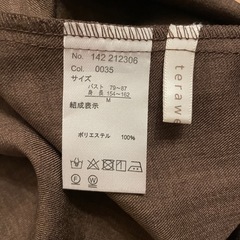 No. 142 212306
Col. 0035
サイズ
バスト 79~87
身 長 154~162
M
組成表示
ポリエステル 100%